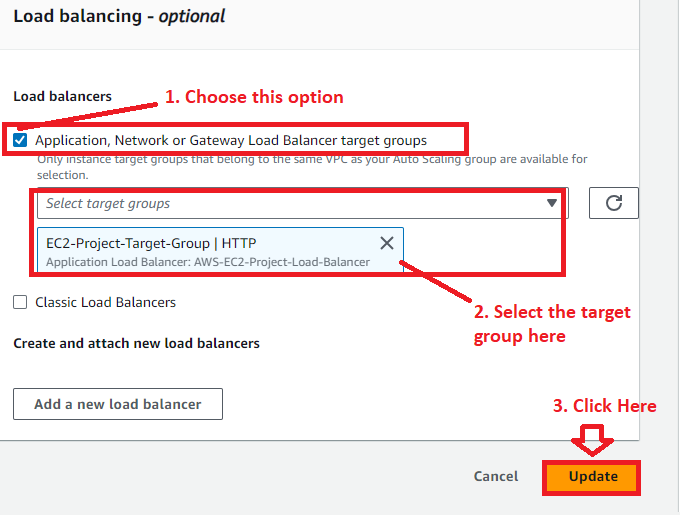 Load balancing - optional
Load balancers
1. Choose this option
Application, Network or Gateway Load Balancer target groups
Only instance target groups that belong to the same VPC as your Auto Scaling group are available for
selection.
Select target groups
EC2-Project-Target-Group | HTTP
Application Load Balancer: AWS-EC2-Project-Load-Balancer
Classic Load Balancers
2. Select the target
group here
Create and attach new load balancers
Add a new load balancer
3. Click Here
Cancel
Update